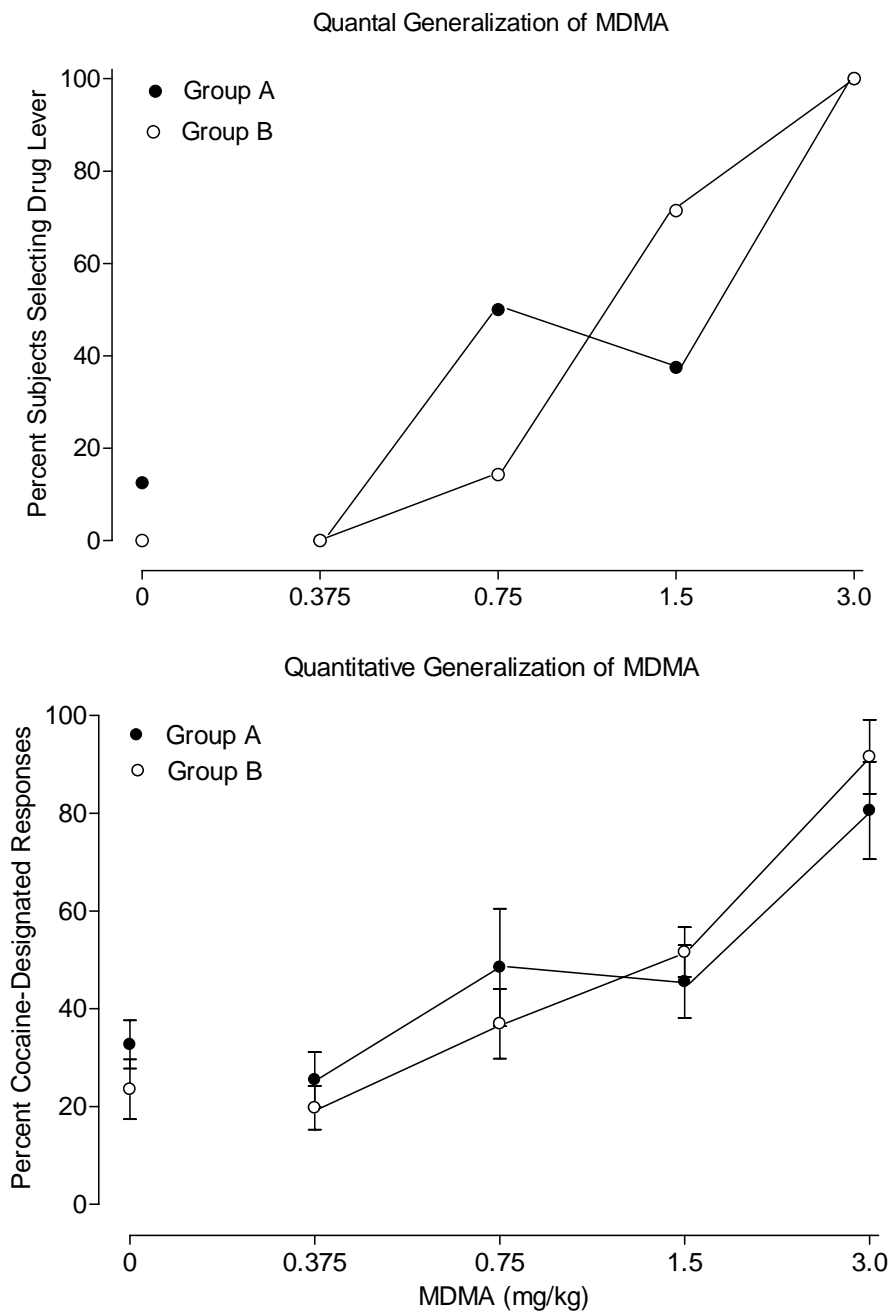 Quantal Generalization of MDMA
Percent Subjects Selecting Drug Lever
100
80
60
40
20
0
Group A
Group B
0 0.375 0.75 1.5 3.0
Quantitative Generalization of MDMA
Percent Cocaine-Designated Responses
100
80
60
40
20
0
Group A
Group B
0 0.375 0.75 1.5 3.0
MDMA (mg/kg)